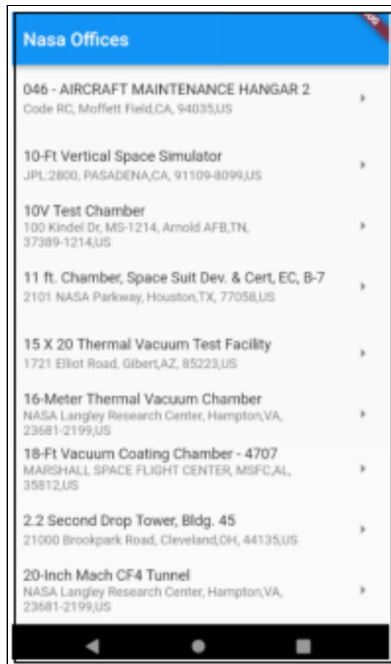 Nasa Offices
046 - AIRCRAFT MAINTENANCE HANGAR 2
Code RC, Moffett Field,CA, 94035,US
10-Ft Vertical Space Simulator
JPL:2800, PASADENA,CA, 91109-8099,US
10V Test Chamber
100 Kindel Dr, MS-1214, Arnold AFB,TN,
37389-1214,US
11 ft. Chamber, Space Suit Dev. & Cert, EC, B-7
2101 NASA Parkway, Houston,TX, 77058,US
15 X 20 Thermal Vacuum Test Facility
1721 Elliot Road, Gibert,AZ, 85223,US
16-Meter Thermal Vacuum Chamber
NASA Langley Research Center, Hampton,VA,
23681-2199,US
18-Ft Vacuum Coating Chamber - 4707
MARSHALL SPACE FLIGHT CENTER, MSFC,AL,
35812,US
2.2 Second Drop Tower, Bldg. 45
21000 Brookpark Road, Cleveland,OH, 44135,US
20-Inch Mach CF4 Tunnel
NASA Langley Research Center, Hampton,VA,
23681-2199,US